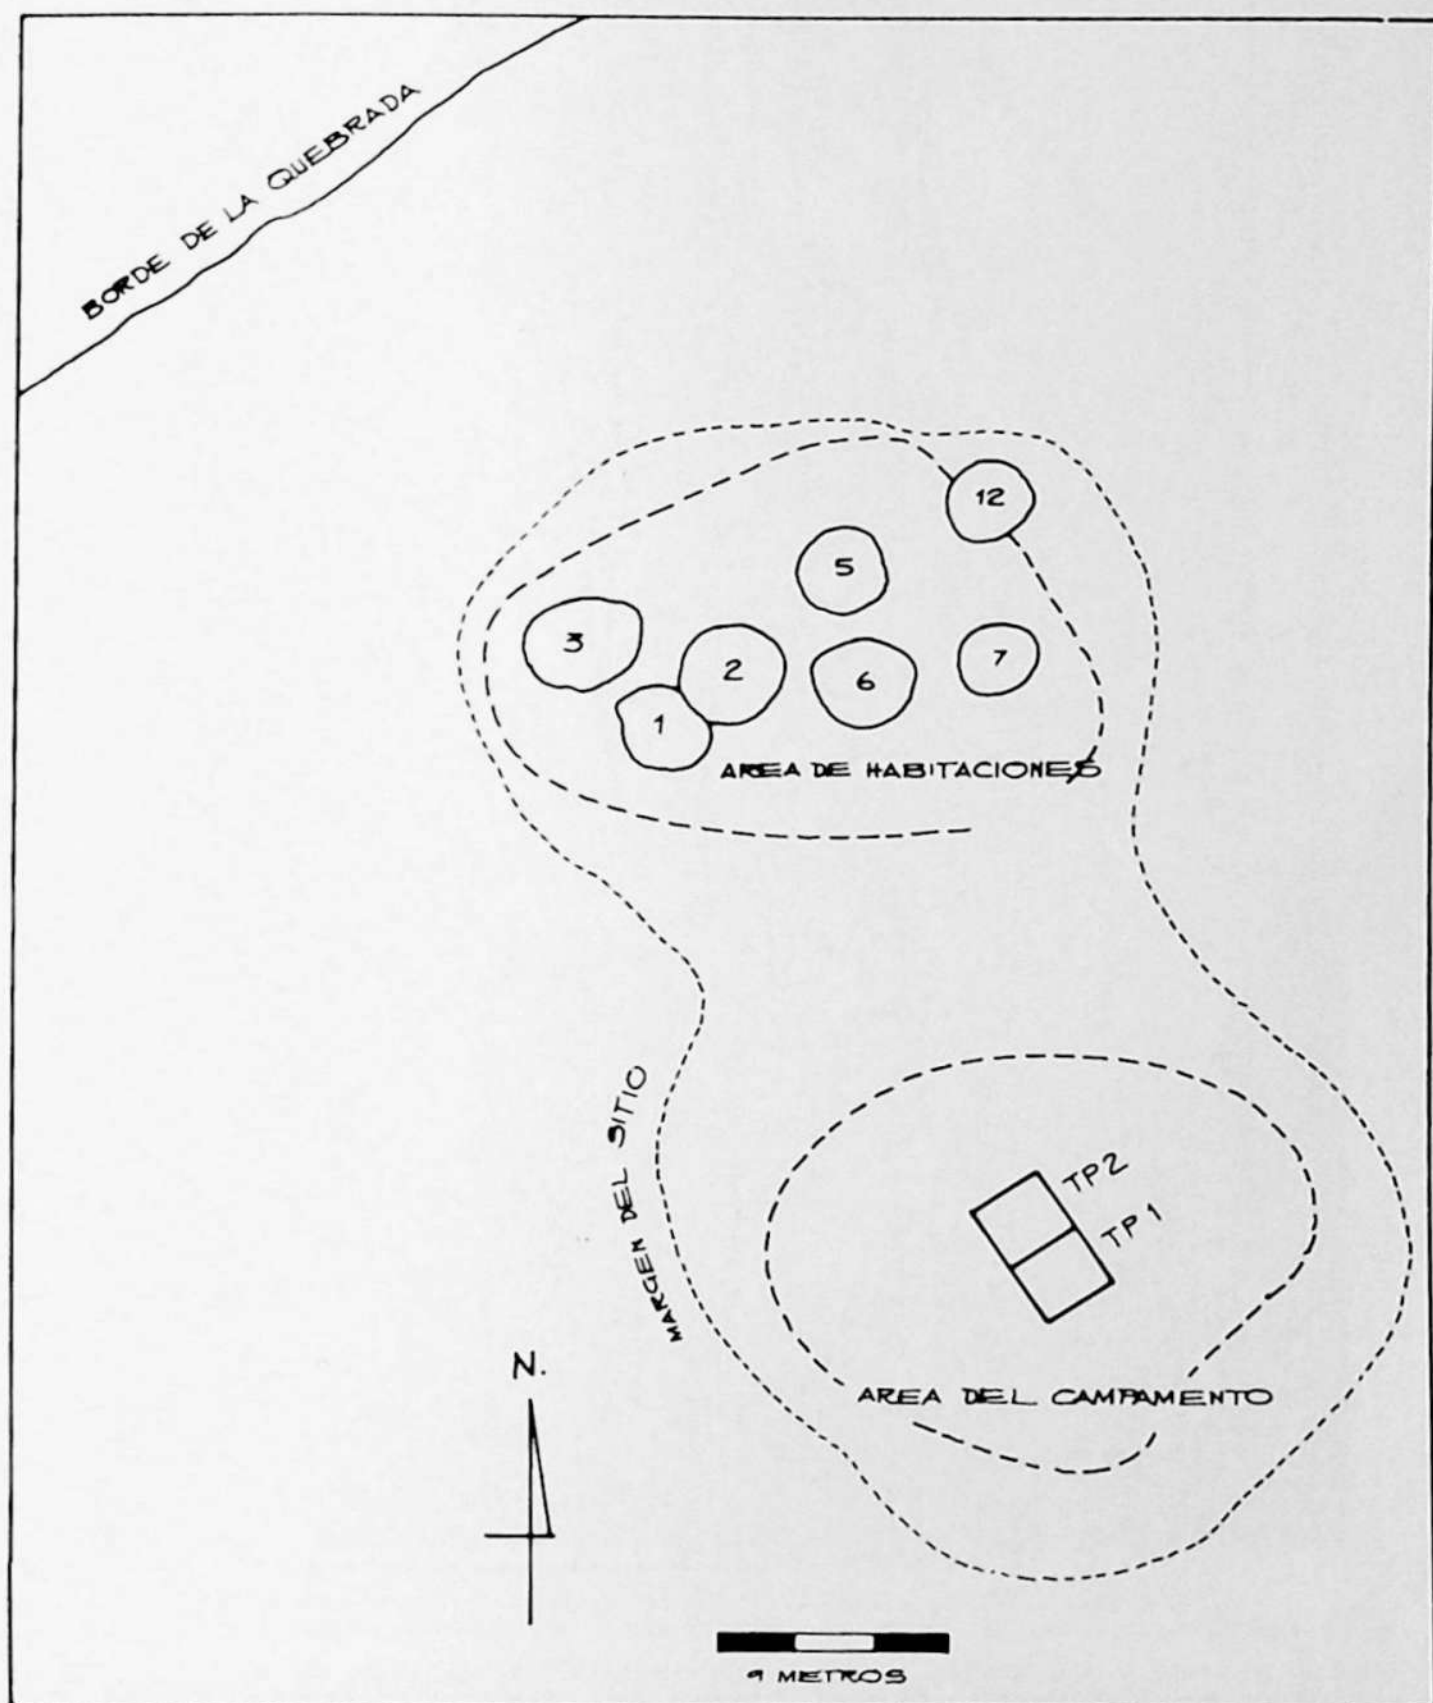 BORDE DE LA QUEBRADA
12
5
3
2
6
7
1
AREA DE HABITACIONES
MARGEN DEL SITIO
TP2
TP1
N.
AREA DEL CAMPAMENTO
9 METROS